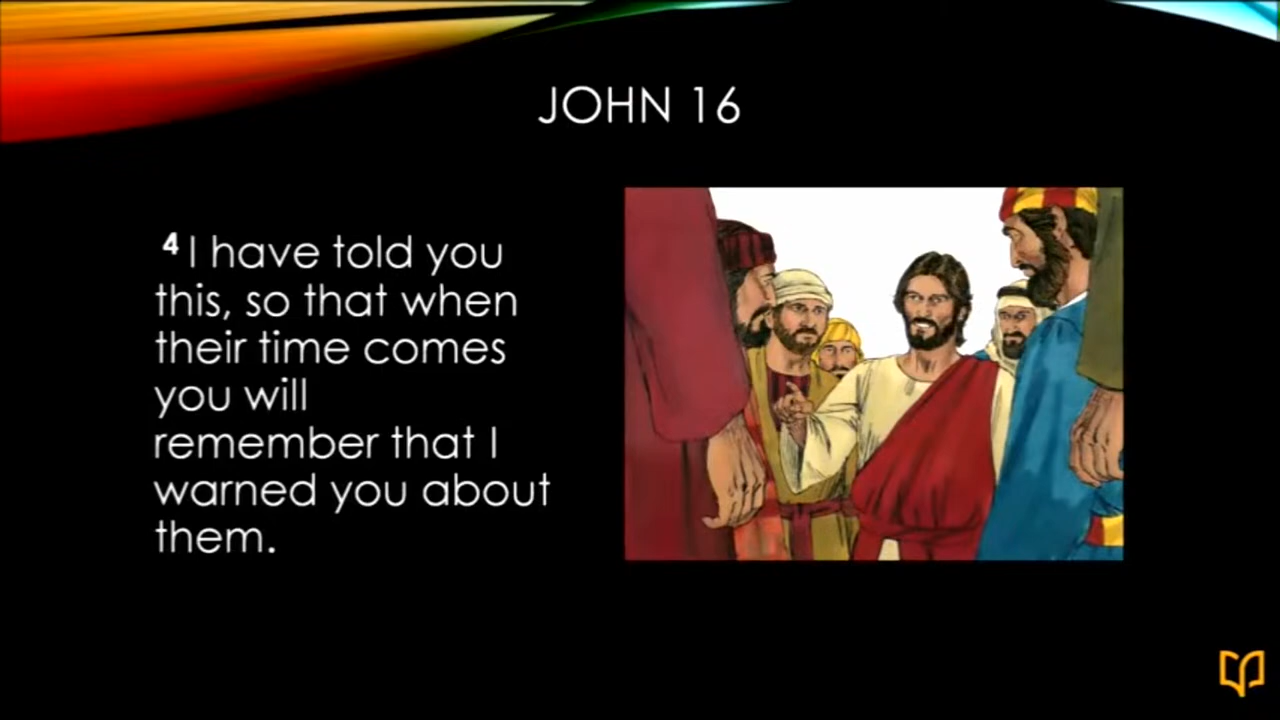 JOHN 16
4 I have told you
this, so that when
their time comes
you will
remember that I
warned you about
them.